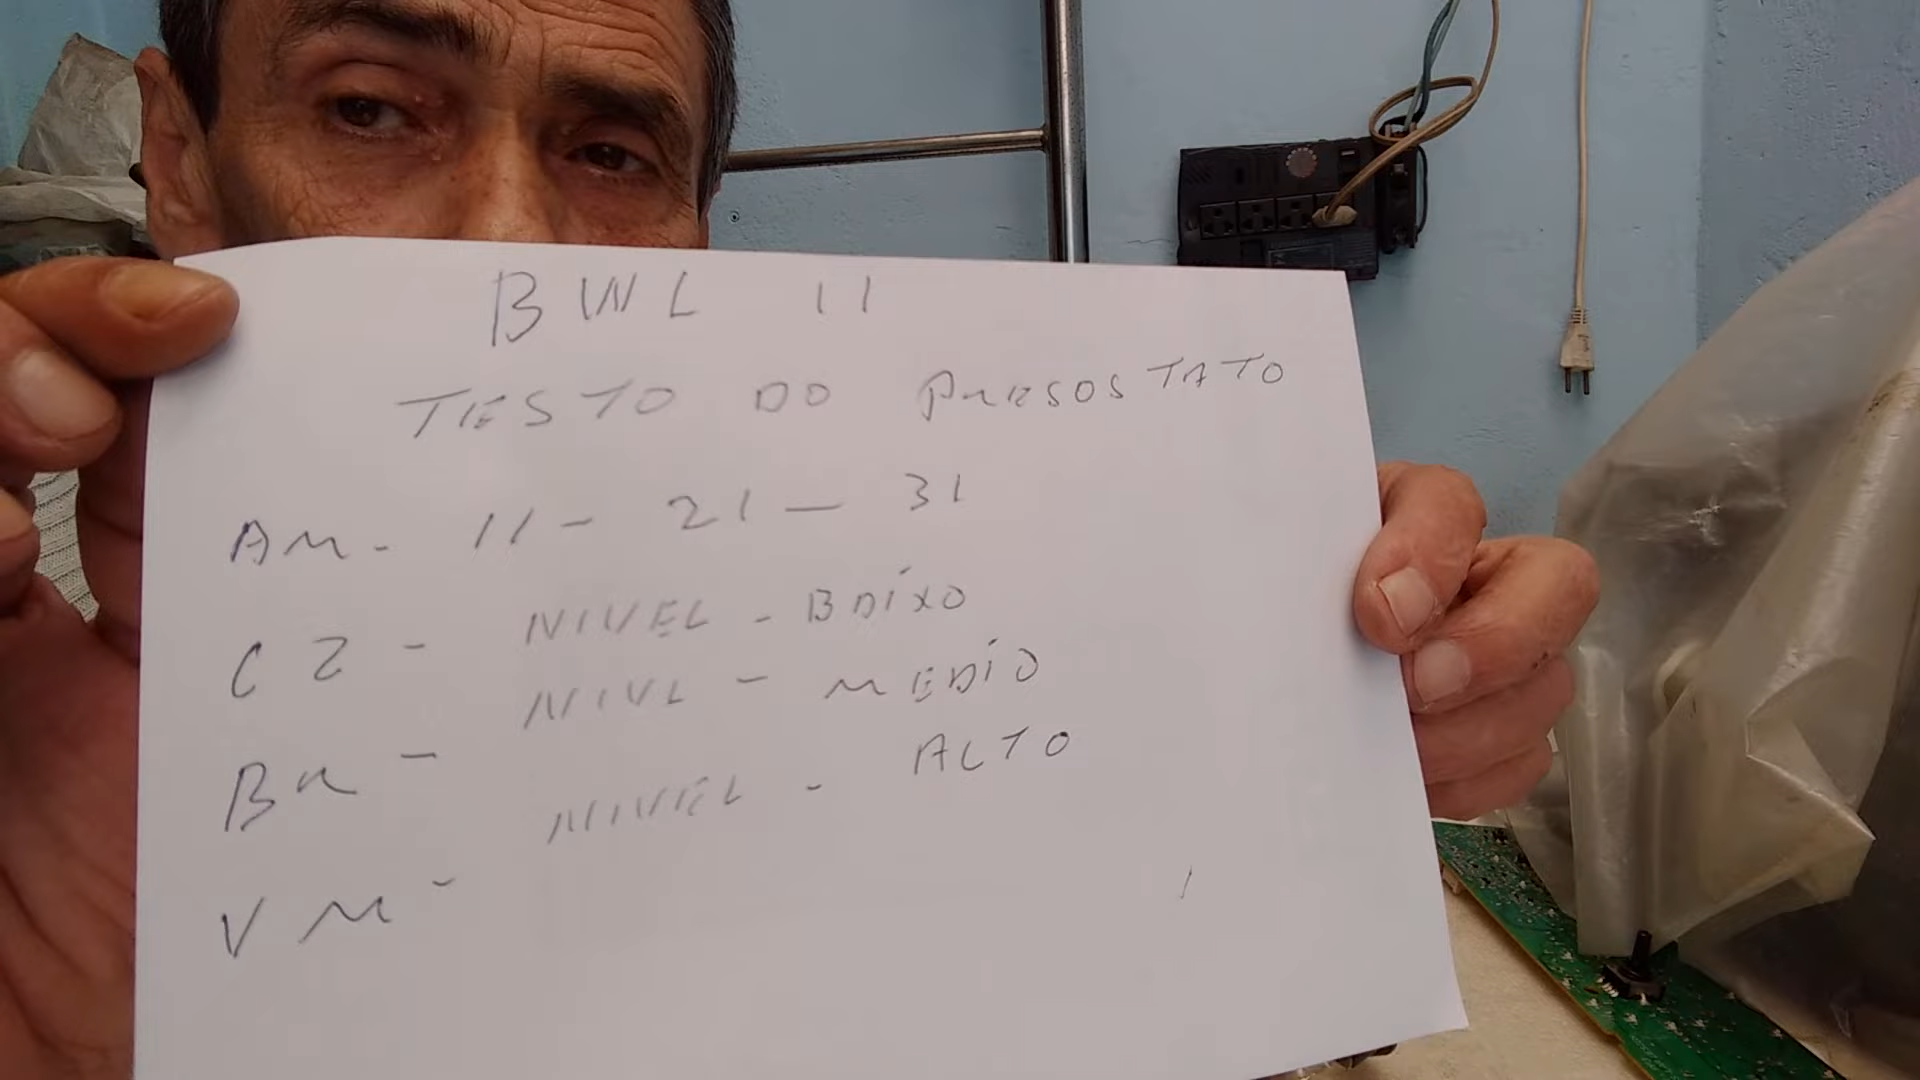 BWL 11
TESTO DO PRESOSTATO
AM - 11 - 21 - 31
CZ - NIVEL - BAIXO
BR - NIVL - MEDIO
VM - NIVEL - ALTO